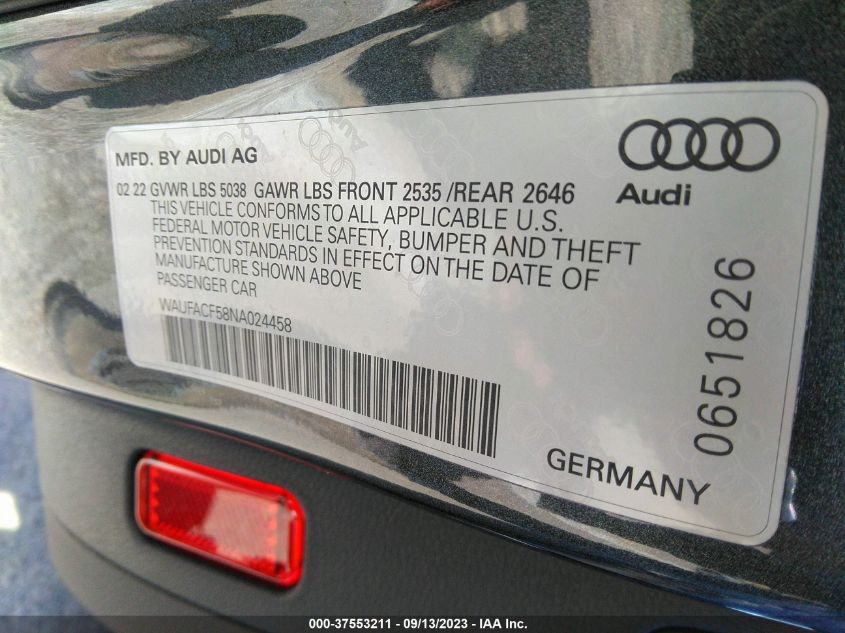 MFD. BY AUDI AG
Audi
02 22 GVWR LBS 5038 GAWR LBS FRONT 2535 /REAR 2646
THIS VEHICLE CONFORMS TO ALL APPLICABLE U.S.
FEDERAL MOTOR VEHICLE SAFETY, BUMPER AND THEFT
PREVENTION STANDARDS IN EFFECT ON THE DATE OF
MANUFACTURE SHOWN ABOVE
PASSENGER CAR
WAUFACF58NA024458
0651826
GERMANY
000-37553211 - 09/13/2023 - IAA Inc.